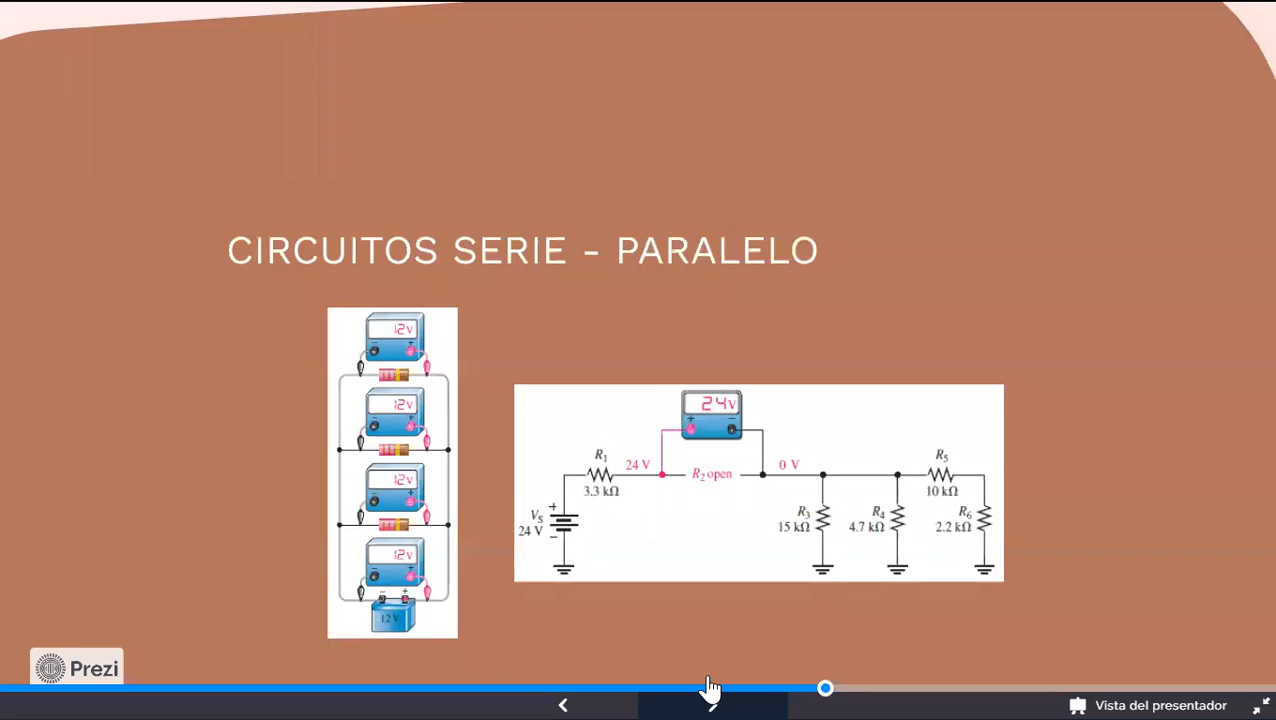 CIRCUITOS SERIE - PARALELO
12V
12V
12V
12V
12 V
24V
R1
3.3 kΩ
24 V
R2 open
0 V
VS
24 V
R3
15 kΩ
R4
4.7 kΩ
R5
10 kΩ
R6
2.2 kΩ
Prezi
Vista del presentador